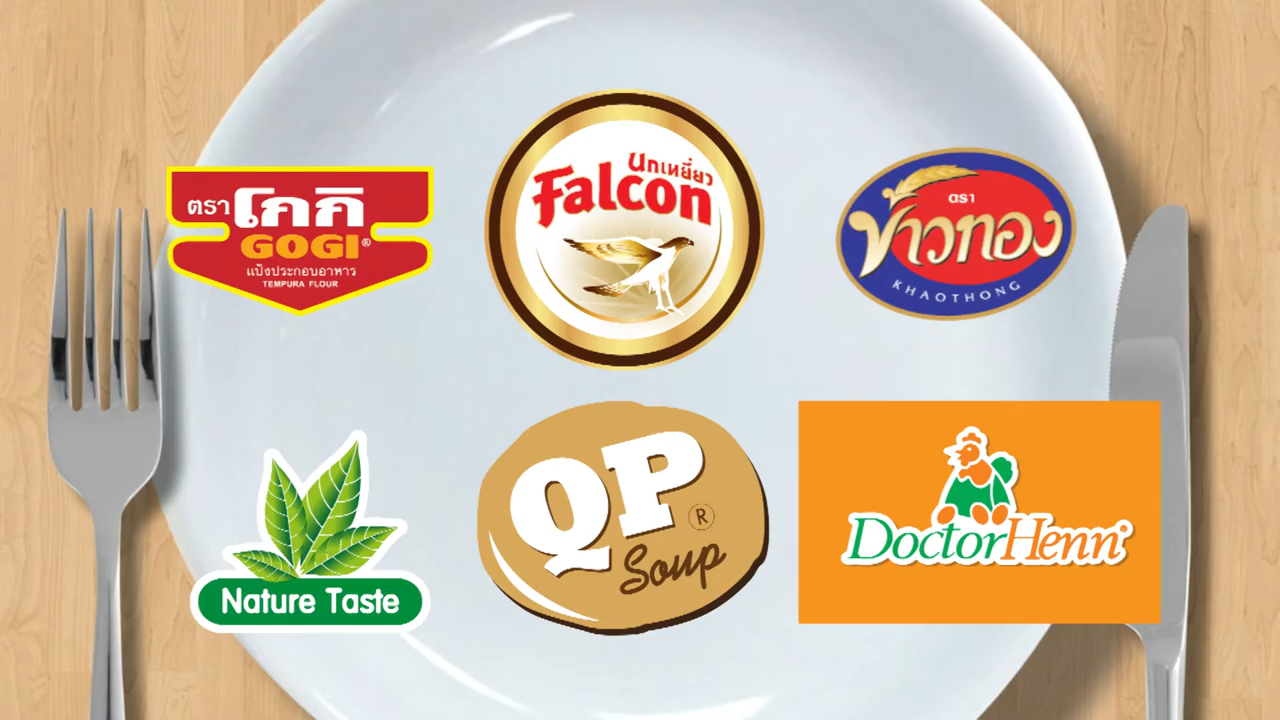 ตรา โกกิ
GOGI®
แป้งประกอบอาหาร
TEMPURA FLOUR
นกเหยี่ยว
Falcon
ตรา
ข้าวทอง
KHAOTHONG
Nature Taste
QP ®
Soup
DoctorHenn